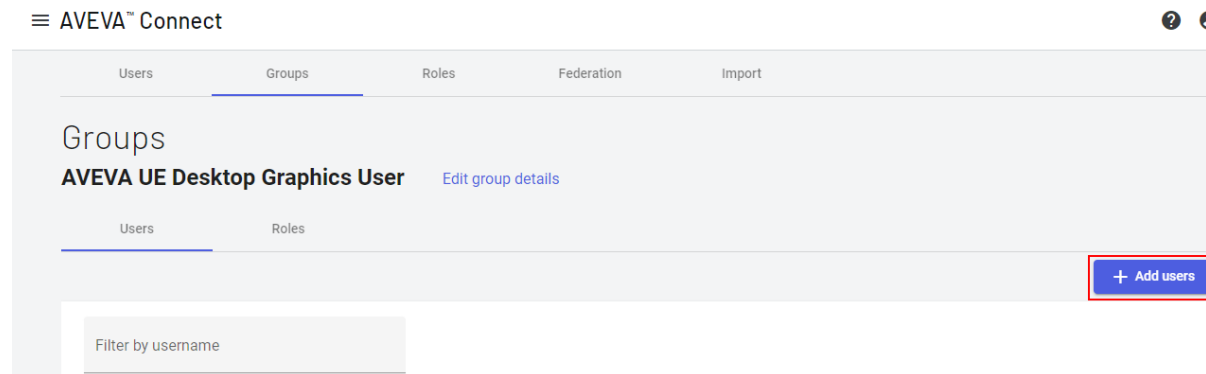 AVEVA™ Connect
Users Groups Roles Federation Import
Groups
AVEVA UE Desktop Graphics User Edit group details
Users Roles
+ Add users
Filter by username